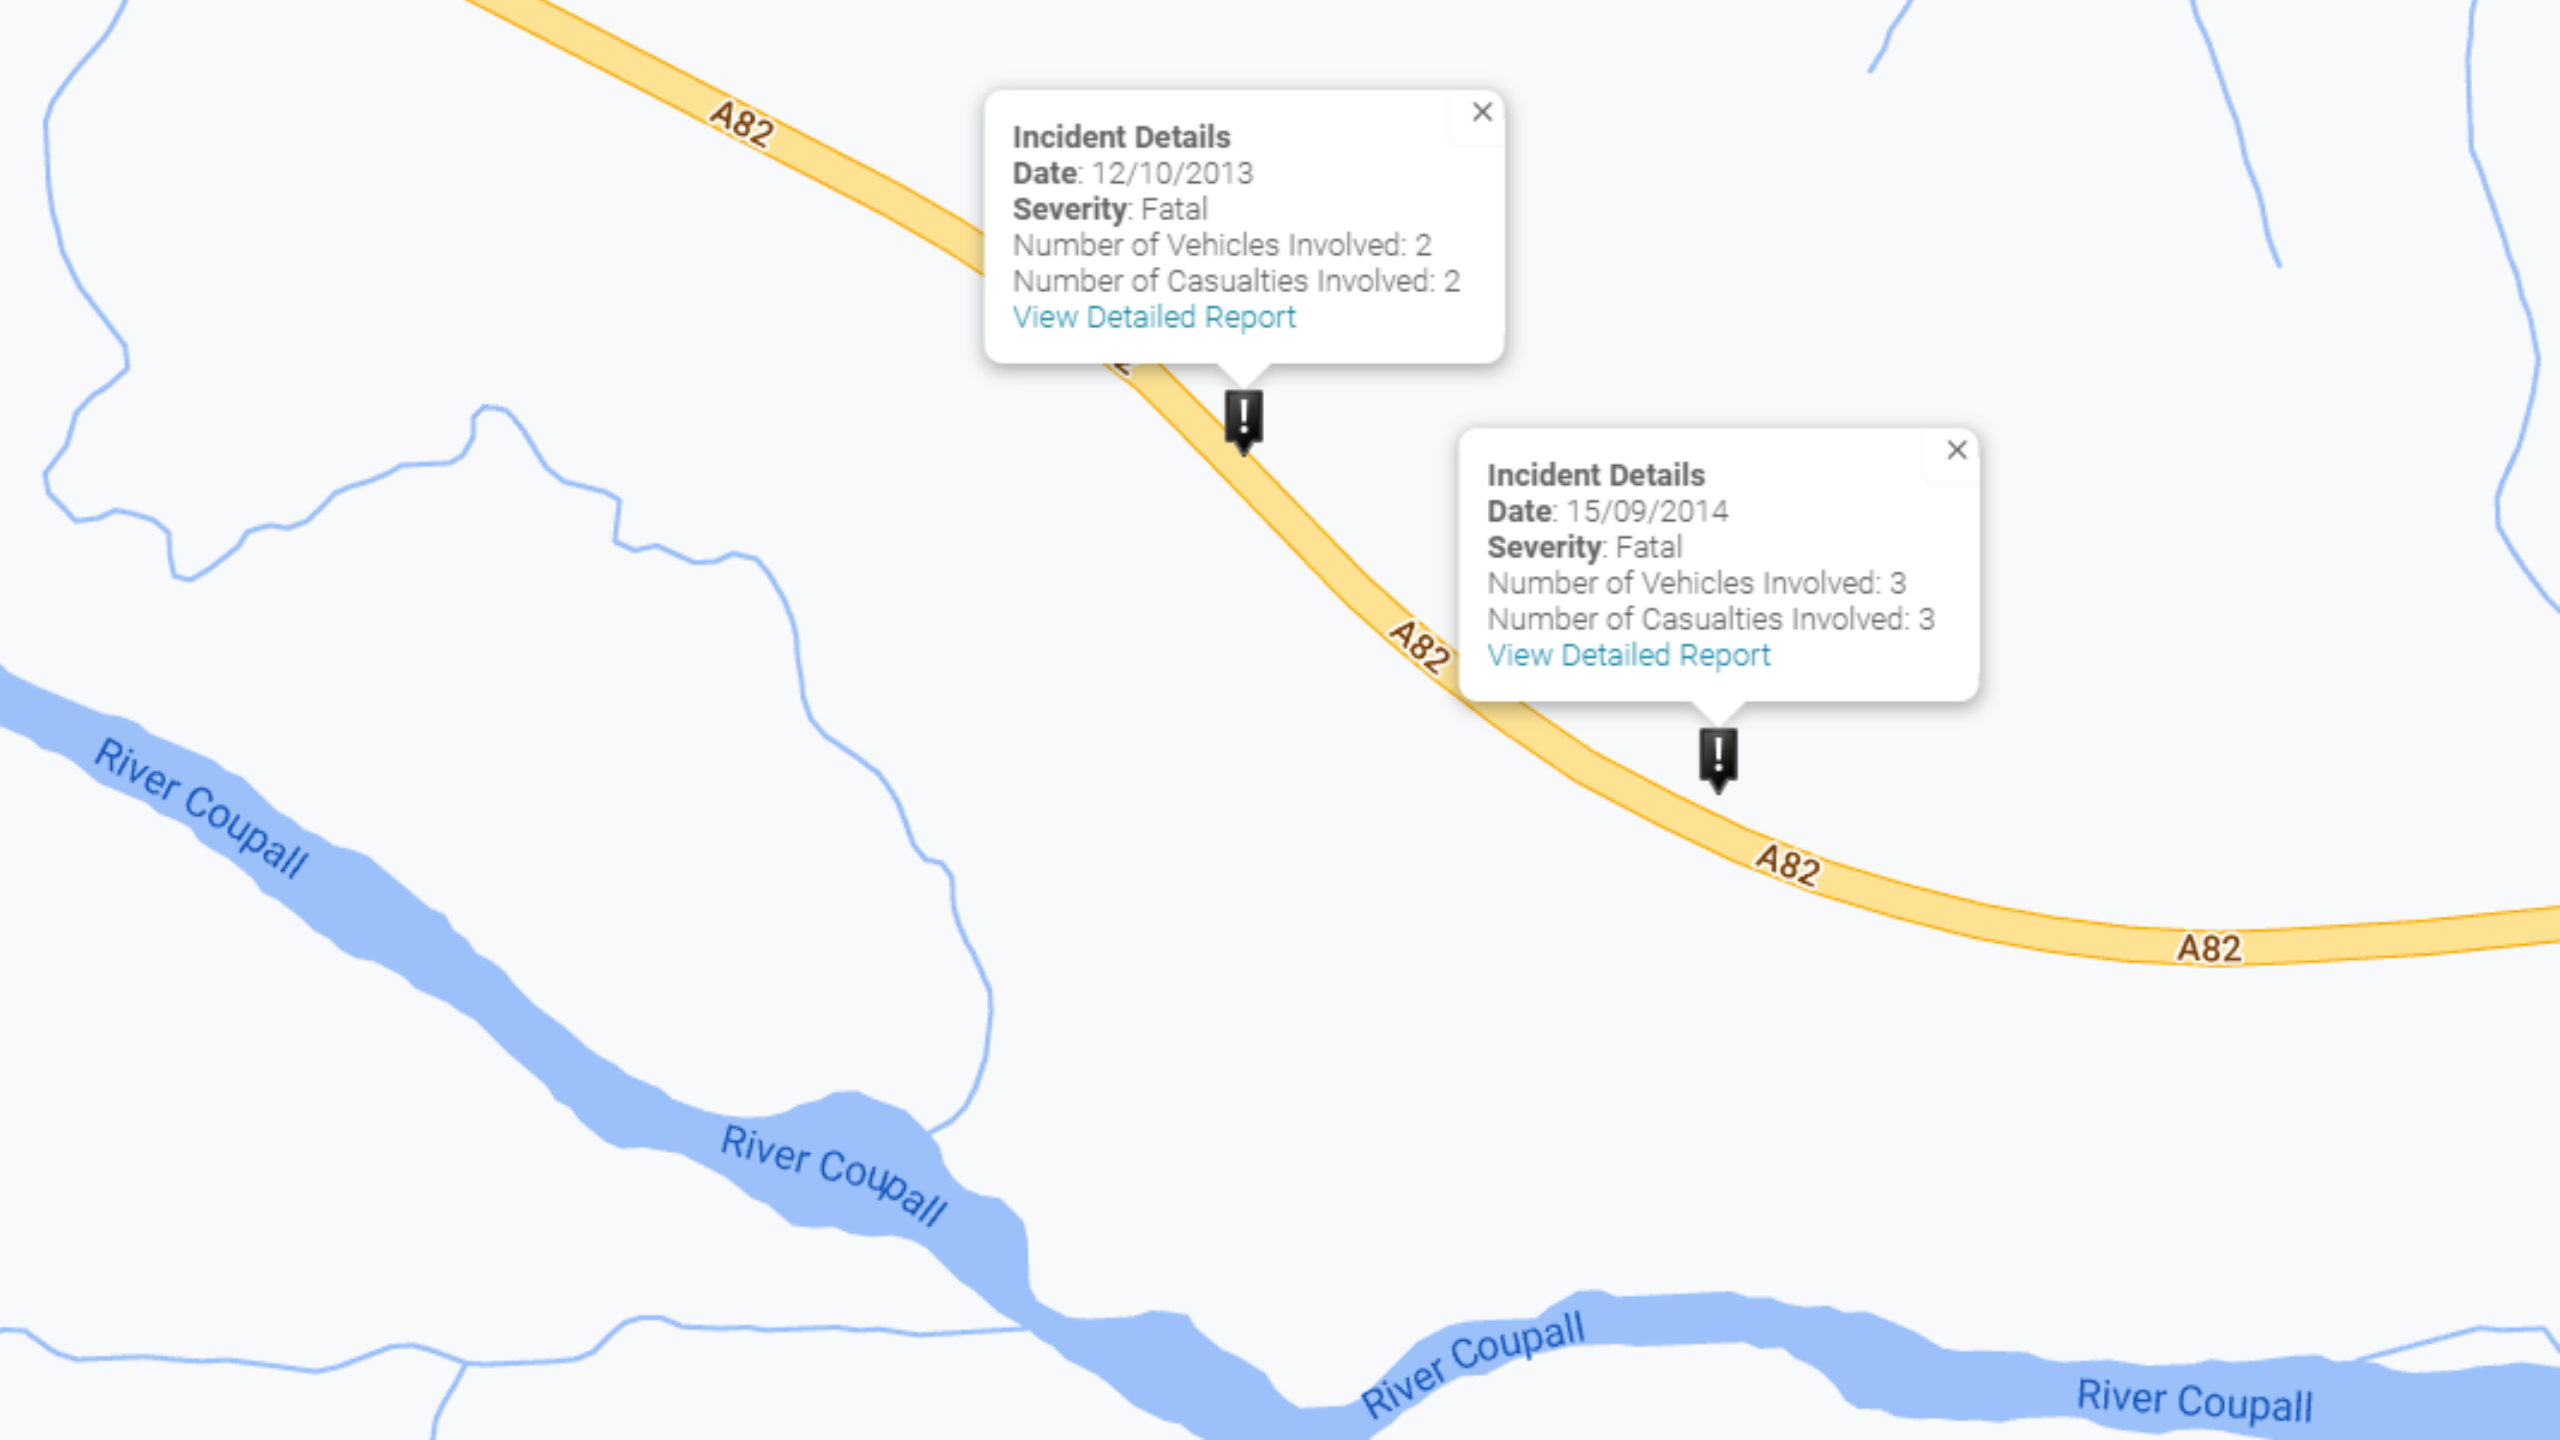 A82
Incident Details
Date: 12/10/2013
Severity: Fatal
Number of Vehicles Involved: 2
Number of Casualties Involved: 2
View Detailed Report
!
Incident Details
Date: 15/09/2014
Severity: Fatal
Number of Vehicles Involved: 3
Number of Casualties Involved: 3
View Detailed Report
A82
!
A82
A82
River Coupall
River Coupall
River Coupall
River Coupall